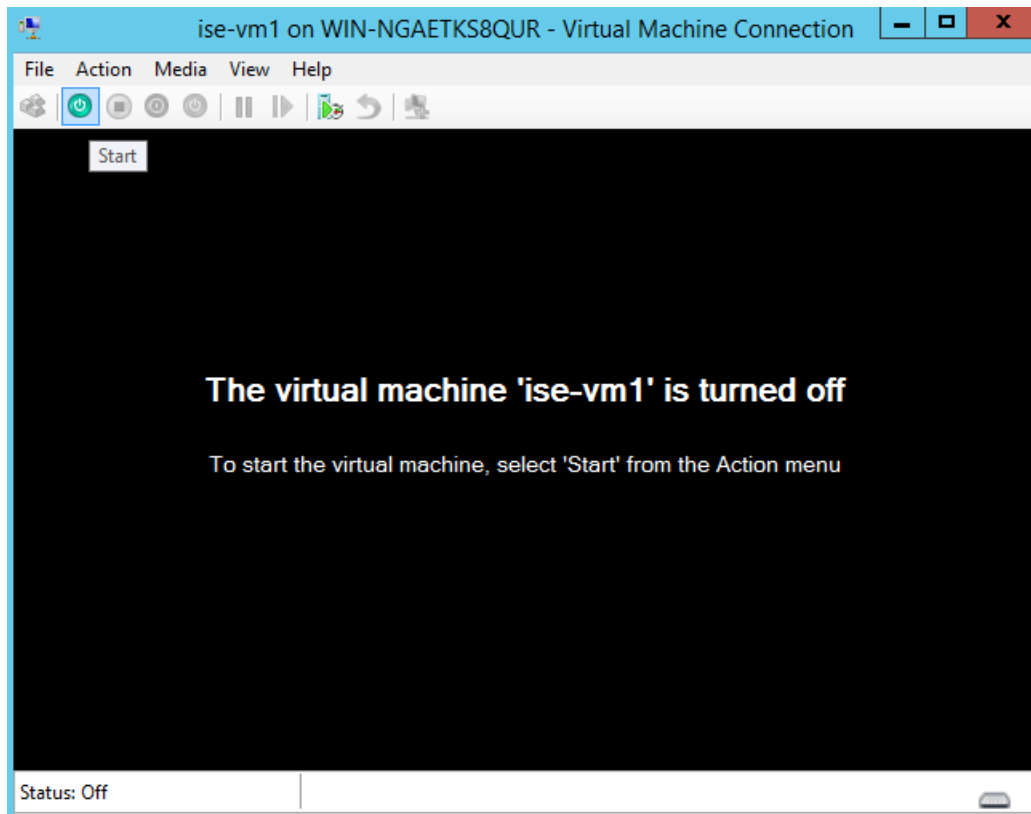 ise-vm1 on WIN-NGAETKS8QUR - Virtual Machine Connection
File Action Media View Help
Start
The virtual machine 'ise-vm1' is turned off
To start the virtual machine, select 'Start' from the Action menu
Status: Off